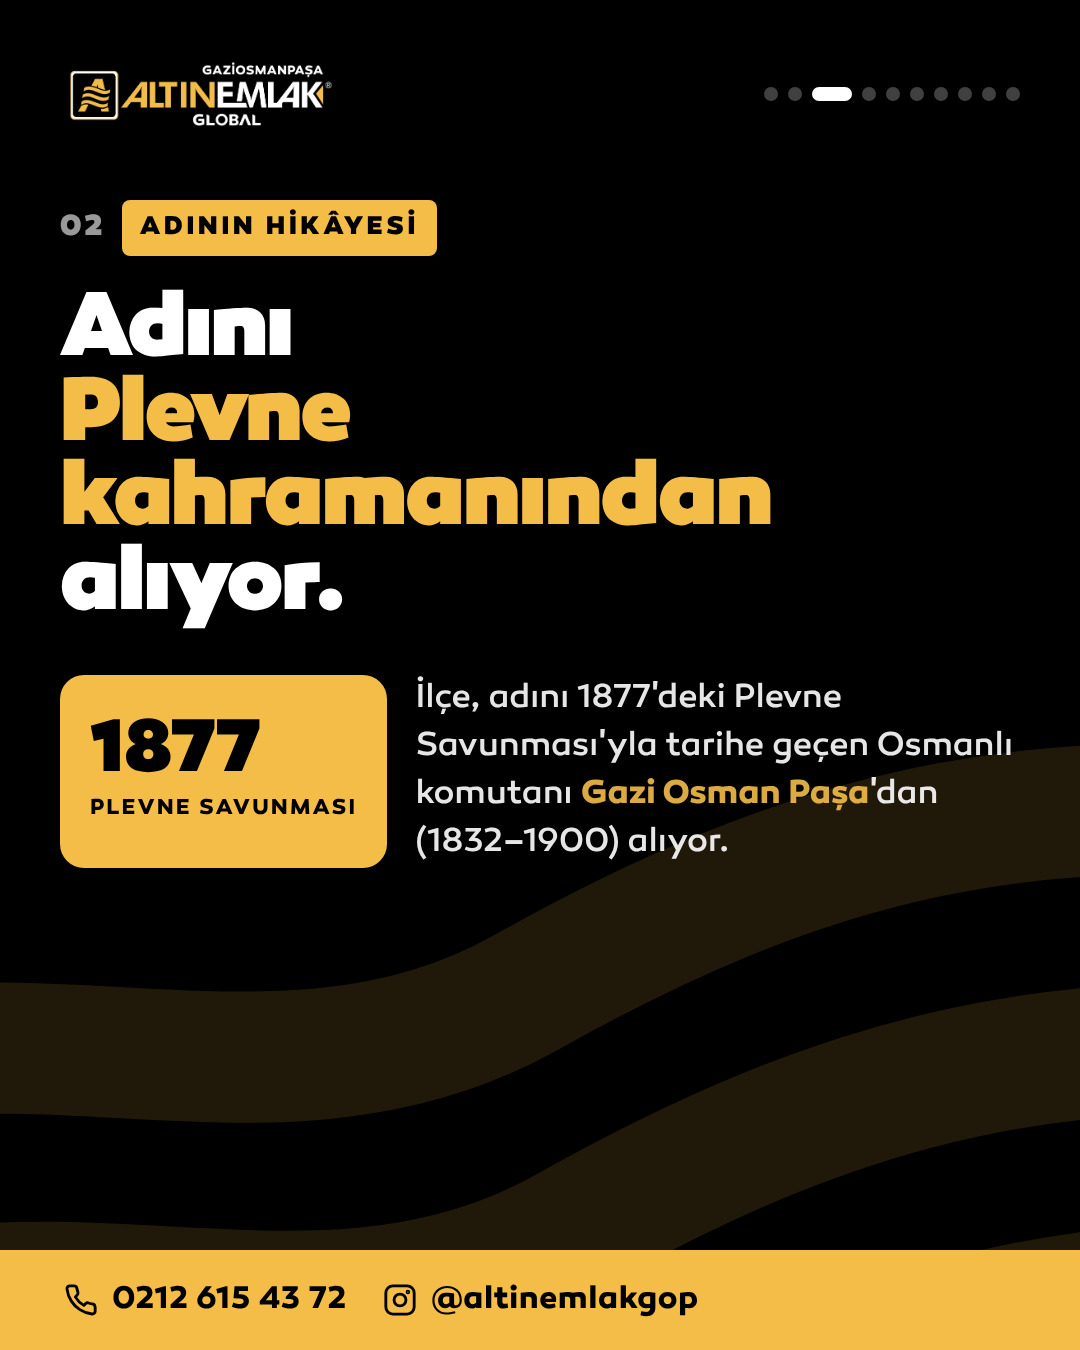 GAZİOSMANPAŞA
ALTINEMLAK®
GLOBAL
02 ADININ HİKÂYESİ
Adını
Plevne
kahramanından
alıyor.
1877
PLEVNE SAVUNMASI
İlçe, adını 1877'deki Plevne
Savunması'yla tarihe geçen Osmanlı
komutanı Gazi Osman Paşa'dan
(1832–1900) alıyor.
0212 615 43 72 @altinemlakgop